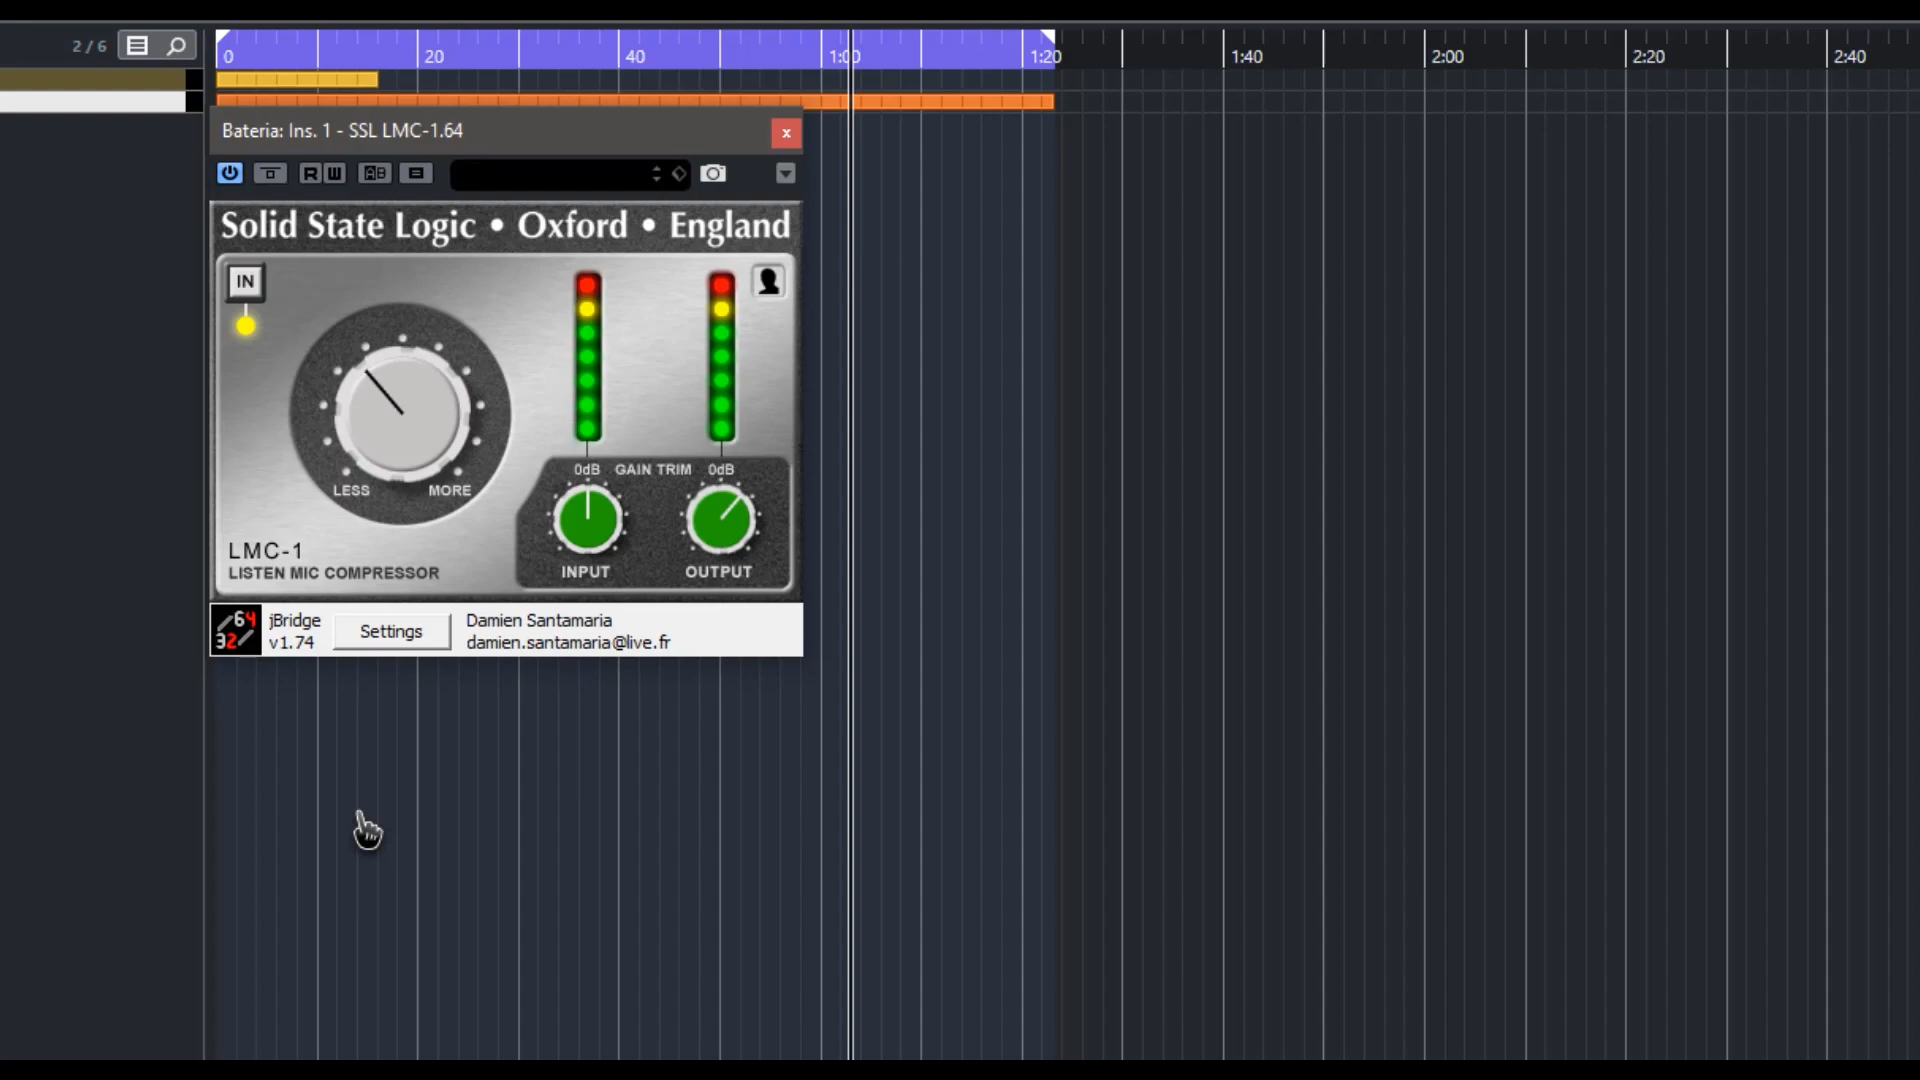 2 / 6
0 20 40 1:00 1:20 1:40 2:00 2:20 2:40
Bateria: Ins. 1 - SSL LMC-1.64
x
R W AB
Solid State Logic • Oxford • England
IN
LESS MORE
0dB GAIN TRIM 0dB
INPUT OUTPUT
LMC-1
LISTEN MIC COMPRESSOR
64
32
jBridge
v1.74
Settings
Damien Santamaria
damien.santamaria@live.fr